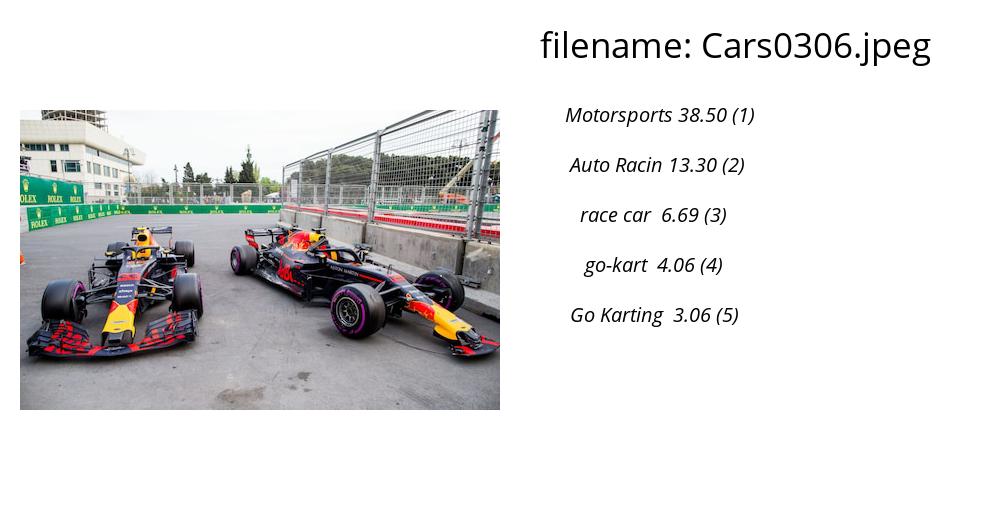 filename: Cars0306.jpeg
Motorsports 38.50 (1)
Auto Racin 13.30 (2)
race car 6.69 (3)
go-kart 4.06 (4)
Go Karting 3.06 (5)
ROLEX
ROLEX
ROLEX
ROLEX
ROLEX
ASTON MARTIN